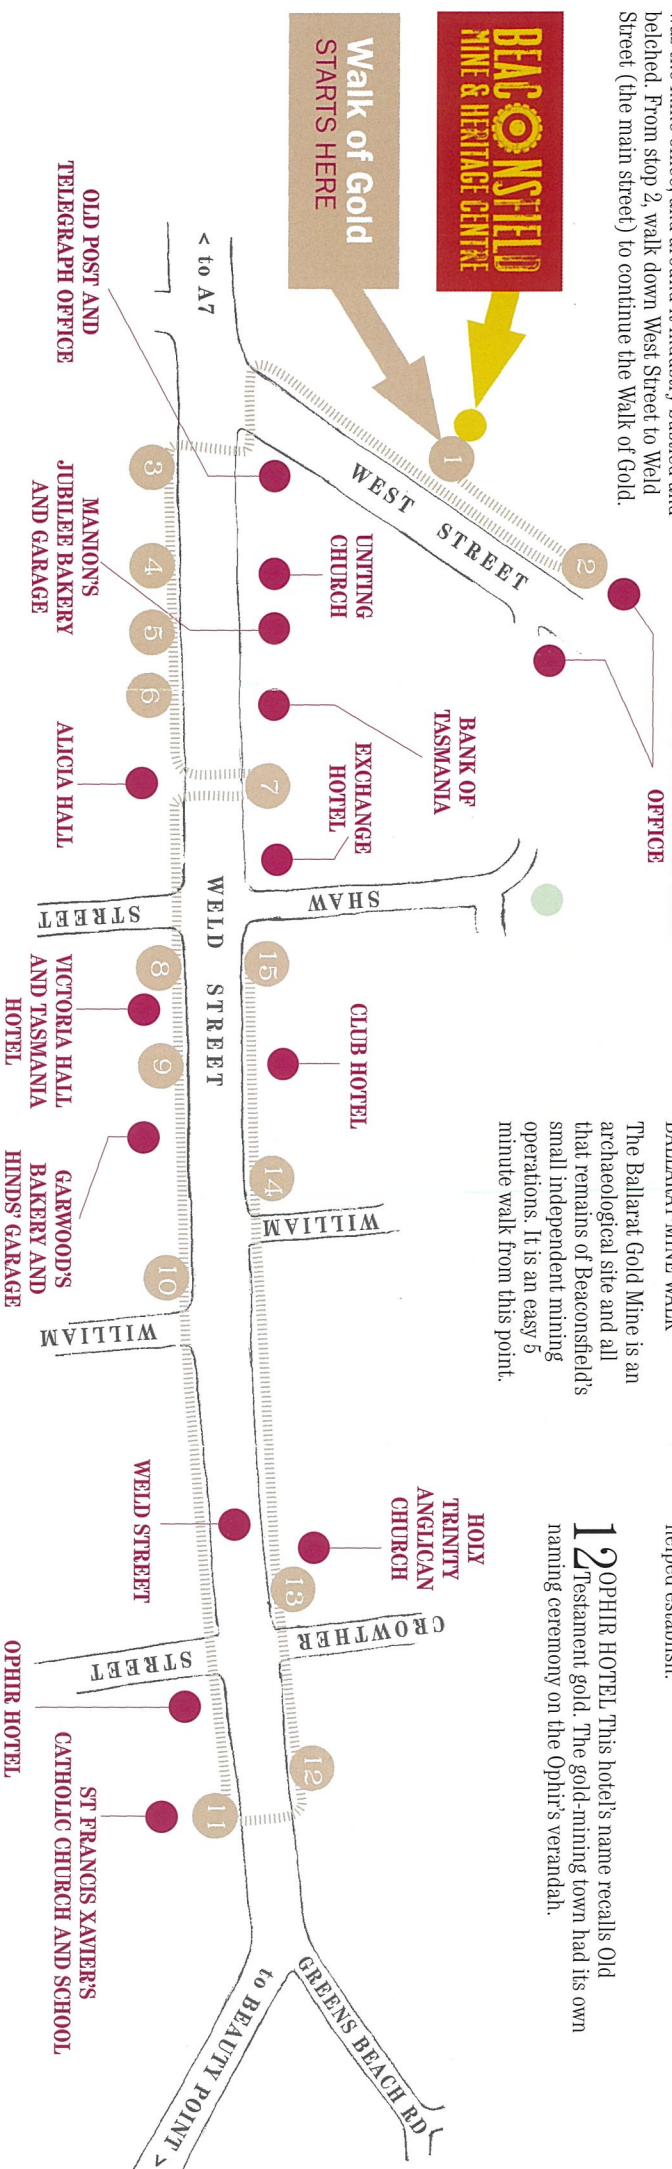 belched. From stop 2, walk down West Street to Weld
Street (the main street) to continue the Walk of Gold.
BEACONSFIELD
MINE & HERITAGE CENTRE
Walk of Gold
STARTS HERE
OFFICE
BALLARAT MINE WALK
The Ballarat Gold Mine is an
archaeological site and all
that remains of Beaconsfield's
small independent mining
operations. It is an easy 5
minute walk from this point.
helped establish.
12 OPHIR HOTEL This hotel's name recalls Old
Testament gold. The gold-mining town had its own
naming ceremony on the Ophir's verandah.
< to A7
WEST STREET
1
2
OLD POST AND
TELEGRAPH OFFICE
UNITING
CHURCH
MANION'S
JUBILEE BAKERY
AND GARAGE
BANK OF
TASMANIA
EXCHANGE
HOTEL
3
4
5
6
7
ALICIA HALL
SHAW
STREET
WELD STREET
15
CLUB HOTEL
14
8
VICTORIA HALL
AND TASMANIA
HOTEL
9
GARWOOD'S
BAKERY AND
HINDS' GARAGE
10
WILLIAM
WILLIAM
WELD STREET
HOLY
TRINITY
ANGLICAN
CHURCH
13
CROWTHER
STREET
OPHIR HOTEL
12
11
ST FRANCIS XAVIER'S
CATHOLIC CHURCH AND SCHOOL
GREENS BEACH RD
to BEAUTY POINT >